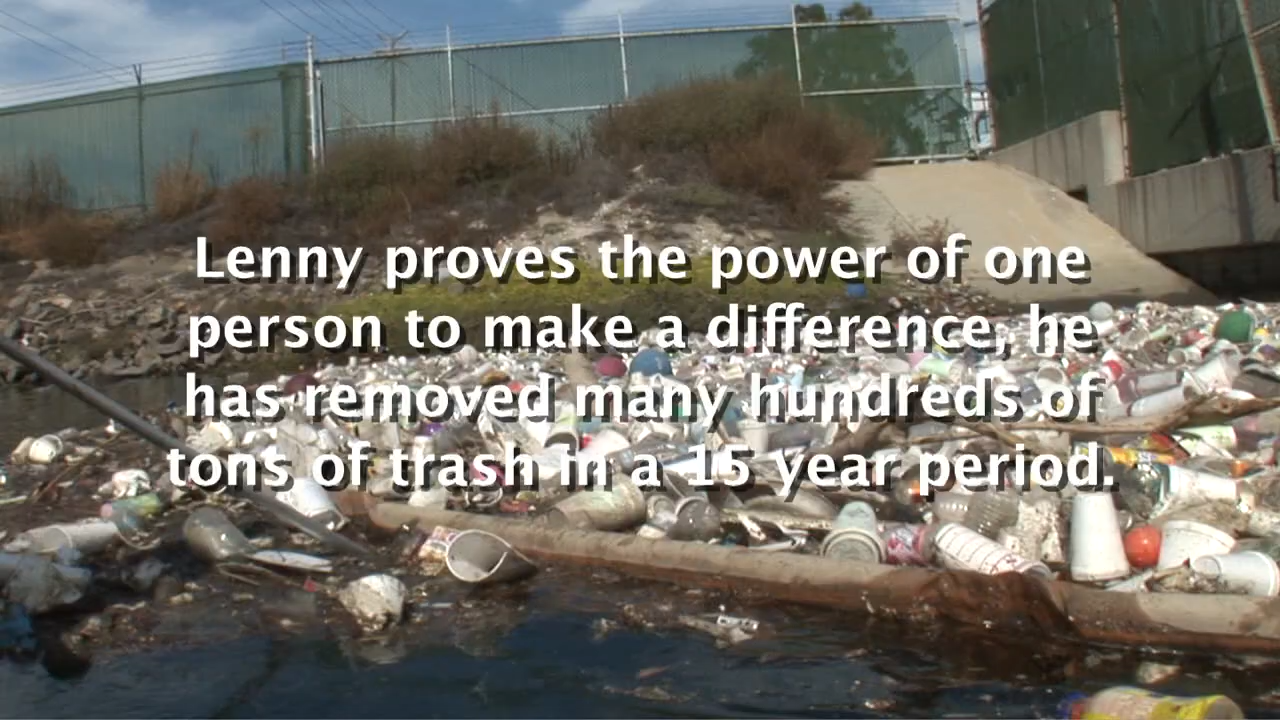 Lenny proves the power of one
person to make a difference, he
has removed many hundreds of
tons of trash in a 15 year period.